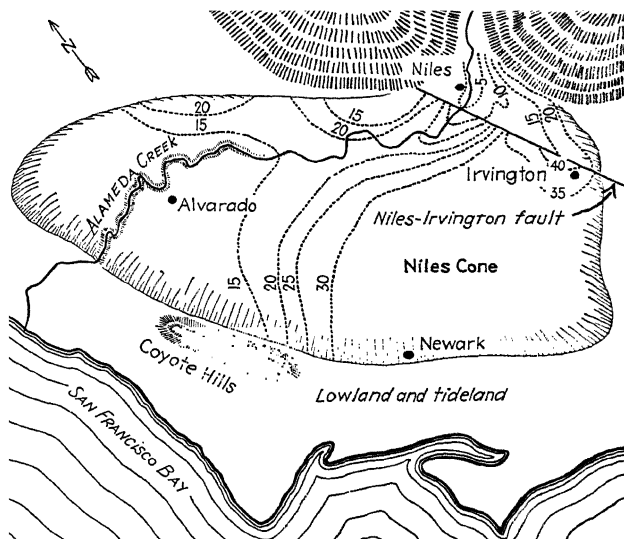 N
Niles
20
15
15
20
5
10
15
20
40
35
Irvington
ALAMEDA CREEK
Alvarado
Niles-Irvington fault
15
20
25
30
Niles Cone
Newark
Coyote Hills
Lowland and tideland
SAN FRANCISCO BAY